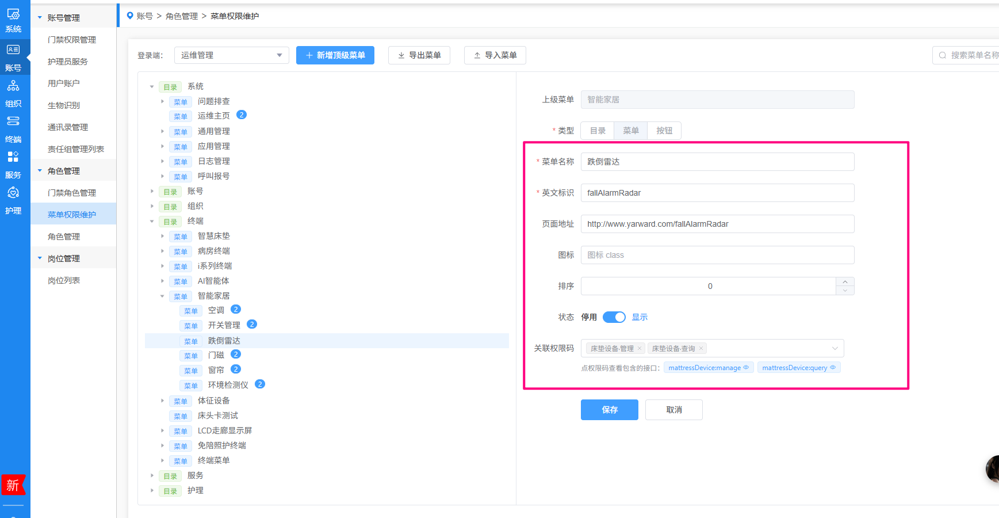 系统
账号
组织
终端
服务
护理
新
账号管理
门禁权限管理
护理员服务
用户账户
生物识别
通讯录管理
责任组管理列表
角色管理
门禁角色管理
菜单权限维护
角色管理
岗位管理
岗位列表
账号 > 角色管理 > 菜单权限维护
登录端： 运维管理 新增顶级菜单 导出菜单 导入菜单 搜索菜单名称
目录 系统
菜单 问题排查
菜单 运维主页 2
菜单 通用管理
菜单 应用管理
菜单 日志管理
菜单 呼叫报号
目录 账号
目录 组织
目录 终端
菜单 智慧床垫
菜单 病房终端
菜单 i系列终端
菜单 AI智能体
菜单 智能家居
菜单 空调 2
菜单 开关管理 2
菜单 跌倒雷达
菜单 门磁 2
菜单 窗帘 2
菜单 环境检测仪 2
菜单 体征设备
菜单 床头卡测试
菜单 LCD走廊显示屏
菜单 免陪照护终端
菜单 终端菜单
目录 服务
目录 护理
上级菜单 智能家居
* 类型 目录 菜单 按钮
* 菜单名称 跌倒雷达
* 英文标识 fallAlarmRadar
页面地址 http://www.yarward.com/fallAlarmRadar
图标 图标 class
排序 0
状态 停用 显示
关联权限码 床垫设备-管理 × 床垫设备-查询 ×
点权限码查看包含的接口： mattressDevice:manage mattressDevice:query
保存 取消